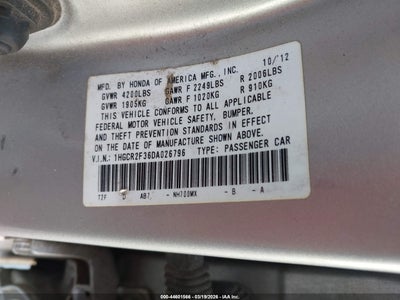 MFD. BY HONDA OF AMERICA MFG., INC. 10/12
GVWR 4200LBS GAWR F 2249LBS R 2006LBS
GVWR 1905KG GAWR F 1020KG R 910KG
THIS VEHICLE CONFORMS TO ALL APPLICABLE
FEDERAL MOTOR VEHICLE SAFETY, BUMPER,
AND THEFT PREVENTION STANDARDS IN EFFECT
ON THE DATE OF MANUFACTURE SHOWN ABOVE.
V.I.N.: 1HGCR2F36DA026796 TYPE: PASSENGER CAR
NH700MX - B - A
000-44601566 | 03/19/2026 | IAA Inc.